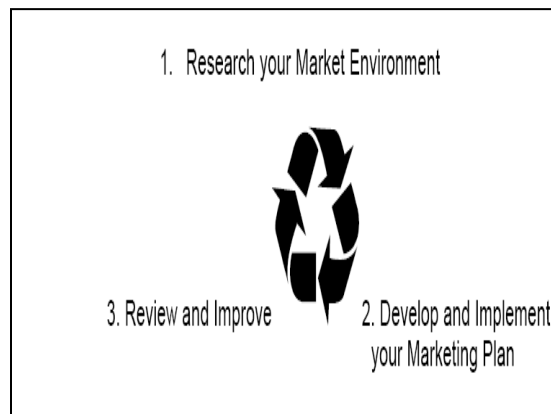 1. Research your Market Environment
3. Review and Improve
2. Develop and Implement
your Marketing Plan